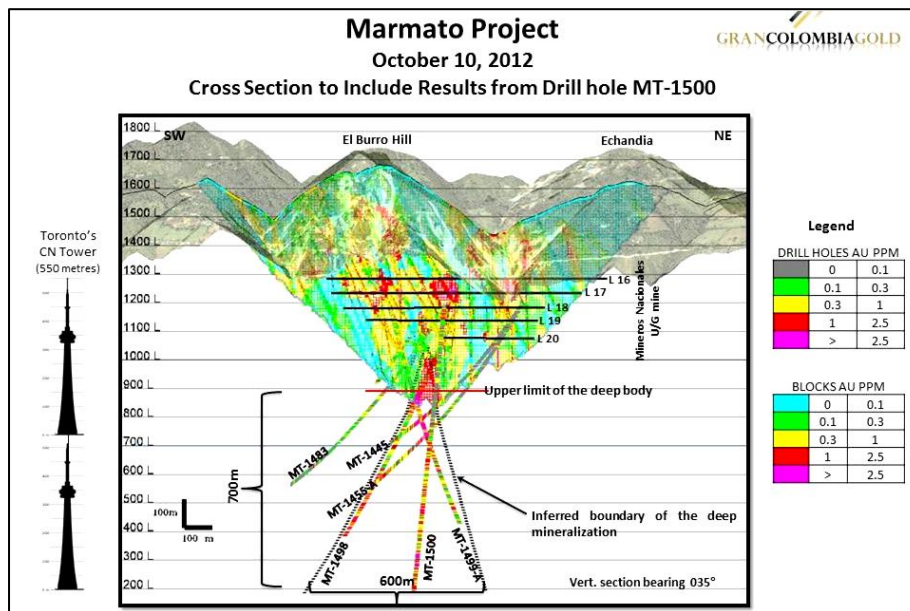 Marmato Project
October 10, 2012
Cross Section to Include Results from Drill hole MT-1500
GRANCOLOMBIAGOLD
SW
El Burro Hill
Echandia
NE
1800 L
1700 L
1600 L
1500 L
1400 L
1300 L
1200 L
1100 L
1000 L
900 L
800 L
700 L
600 L
500 L
400 L
300 L
200 L
L 16
L 17
L 18
L 19
L 20
Mineros Nacionales
U/G mine
Upper limit of the deep body
MT-1483
MT-1445
MT-1455-A
MT-1498
MT-1500
MT-1499-A
700m
600m
100m
100 m
Inferred boundary of the deep
mineralization
Vert. section bearing 035°
Toronto's
CN Tower
(550 metres)
Legend
DRILL HOLES AU PPM
0 0.1
0.1 0.3
0.3 1
1 2.5
> 2.5
BLOCKS AU PPM
0 0.1
0.1 0.3
0.3 1
1 2.5
> 2.5